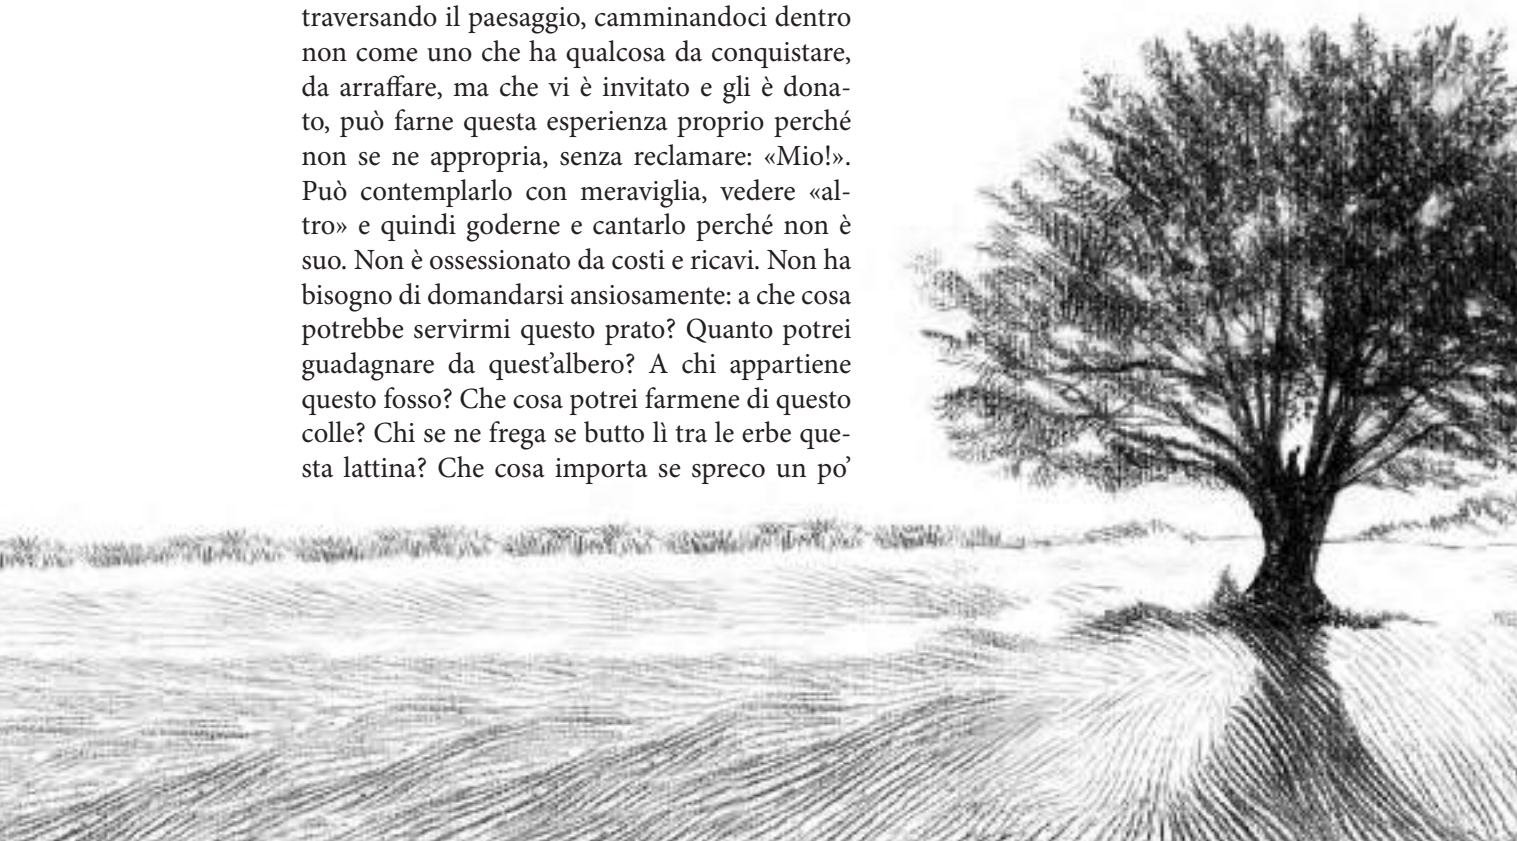 traversando il paesaggio, camminandoci dentro
non come uno che ha qualcosa da conquistare,
da arraffare, ma che vi è invitato e gli è dona-
to, può farne questa esperienza proprio perché
non se ne appropria, senza reclamare: «Mio!».
Può contemplarlo con meraviglia, vedere «al-
tro» e quindi goderne e cantarlo perché non è
suo. Non è ossessionato da costi e ricavi. Non ha
bisogno di domandarsi ansiosamente: a che cosa
potrebbe servirmi questo prato? Quanto potrei
guadagnare da quest’albero? A chi appartiene
questo fosso? Che cosa potrei farmene di questo
colle? Chi se ne frega se butto lì tra le erbe que-
sta lattina? Che cosa importa se spreco un po’